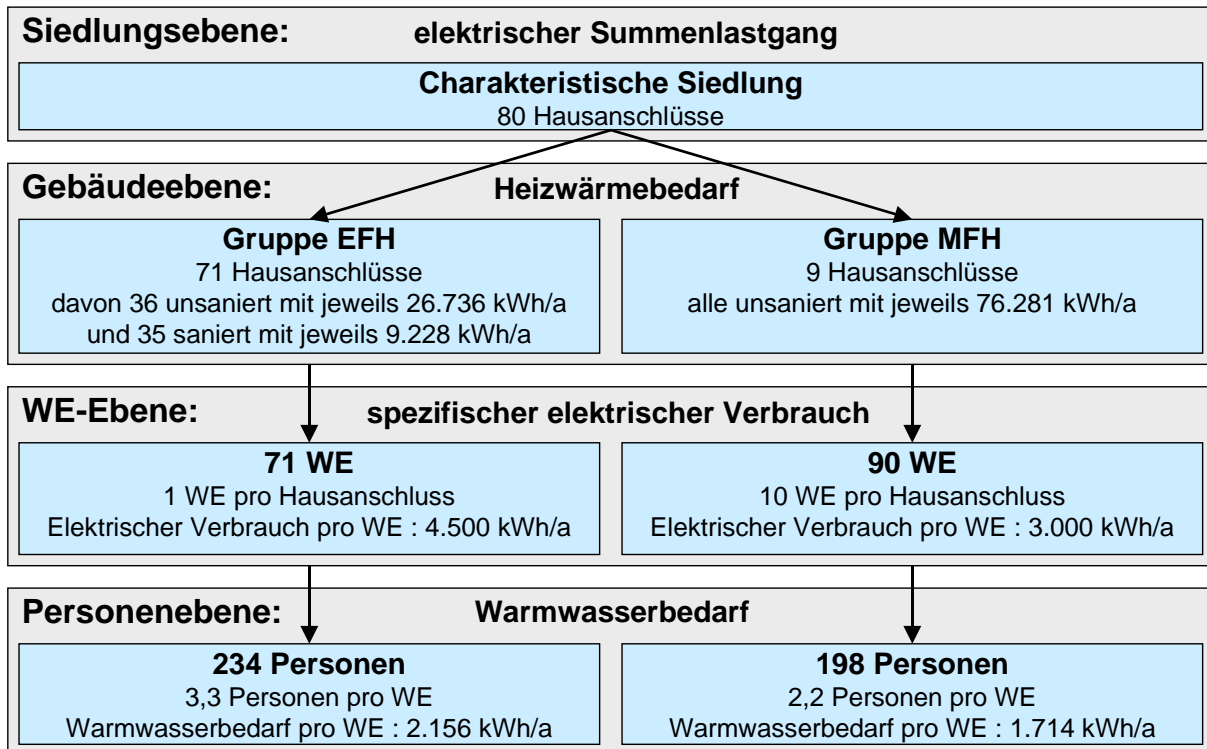 Siedlungsebene: elektrischer Summenlastgang
Charakteristische Siedlung
80 Hausanschlüsse
Gebäudeebene: Heizwärmebedarf
Gruppe EFH
71 Hausanschlüsse
davon 36 unsaniert mit jeweils 26.736 kWh/a
und 35 saniert mit jeweils 9.228 kWh/a
Gruppe MFH
9 Hausanschlüsse
alle unsaniert mit jeweils 76.281 kWh/a
WE-Ebene: spezifischer elektrischer Verbrauch
71 WE
1 WE pro Hausanschluss
Elektrischer Verbrauch pro WE : 4.500 kWh/a
90 WE
10 WE pro Hausanschluss
Elektrischer Verbrauch pro WE : 3.000 kWh/a
Personenebene: Warmwasserbedarf
234 Personen
3,3 Personen pro WE
Warmwasserbedarf pro WE : 2.156 kWh/a
198 Personen
2,2 Personen pro WE
Warmwasserbedarf pro WE : 1.714 kWh/a